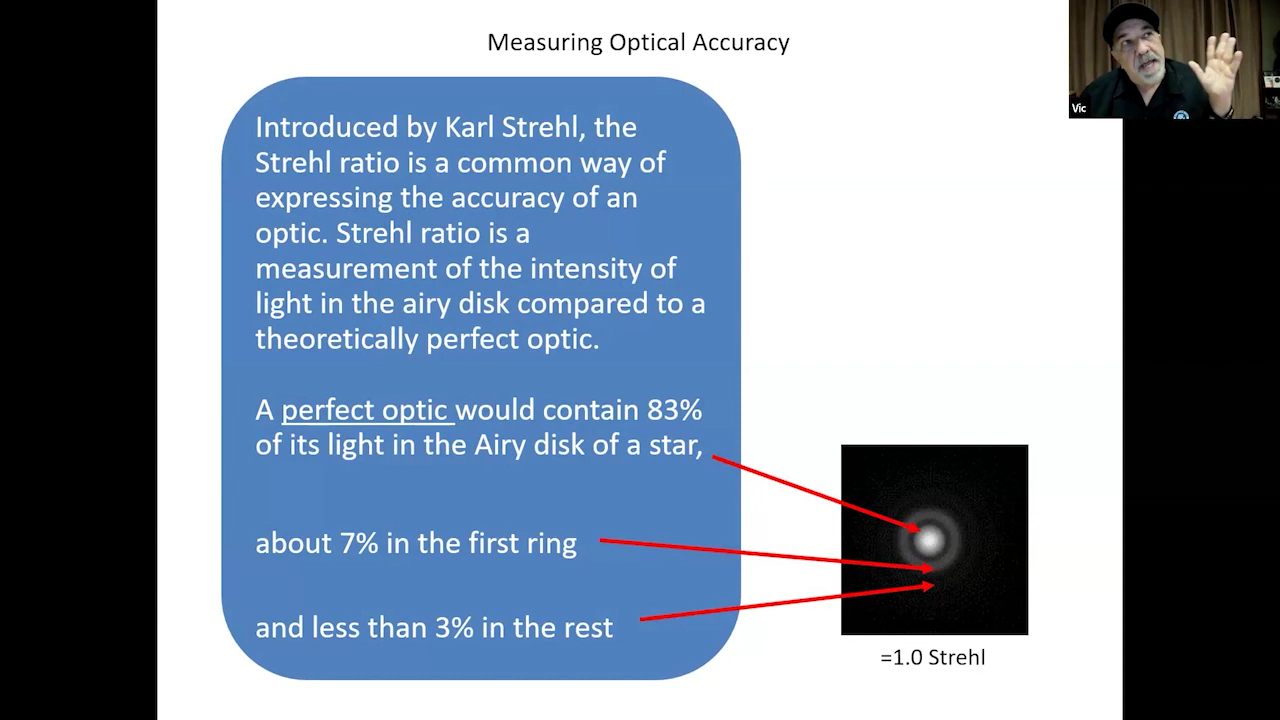 Measuring Optical Accuracy
Vic
Introduced by Karl Strehl, the
Strehl ratio is a common way of
expressing the accuracy of an
optic. Strehl ratio is a
measurement of the intensity of
light in the airy disk compared to a
theoretically perfect optic.
A perfect optic would contain 83%
of its light in the Airy disk of a star,
about 7% in the first ring
and less than 3% in the rest
=1.0 Strehl